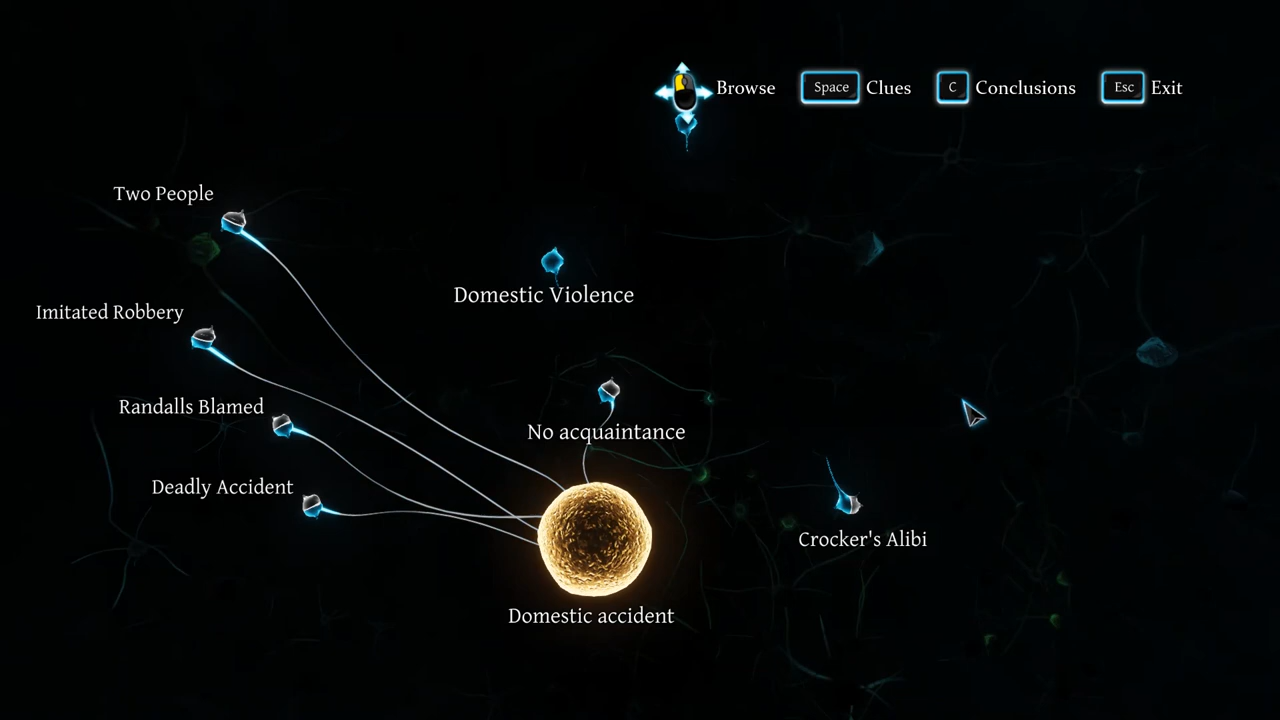 Browse
Space
Clues
C
Conclusions
Esc
Exit
Two People
Domestic Violence
Imitated Robbery
Randalls Blamed
No acquaintance
Deadly Accident
Crocker's Alibi
Domestic accident